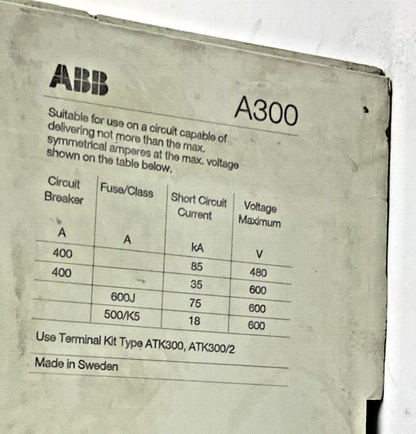 ABB
A300
Suitable for use on a circuit capable of
delivering not more than the max.
symmetrical amperes at the max. voltage
shown on the table below.
Circuit Breaker Fuse/Class Short Circuit Current Voltage Maximum
A A kA V
400 85 480
400 35 600
600J 75 600
500/K5 18 600
Use Terminal Kit Type ATK300, ATK300/2
Made in Sweden